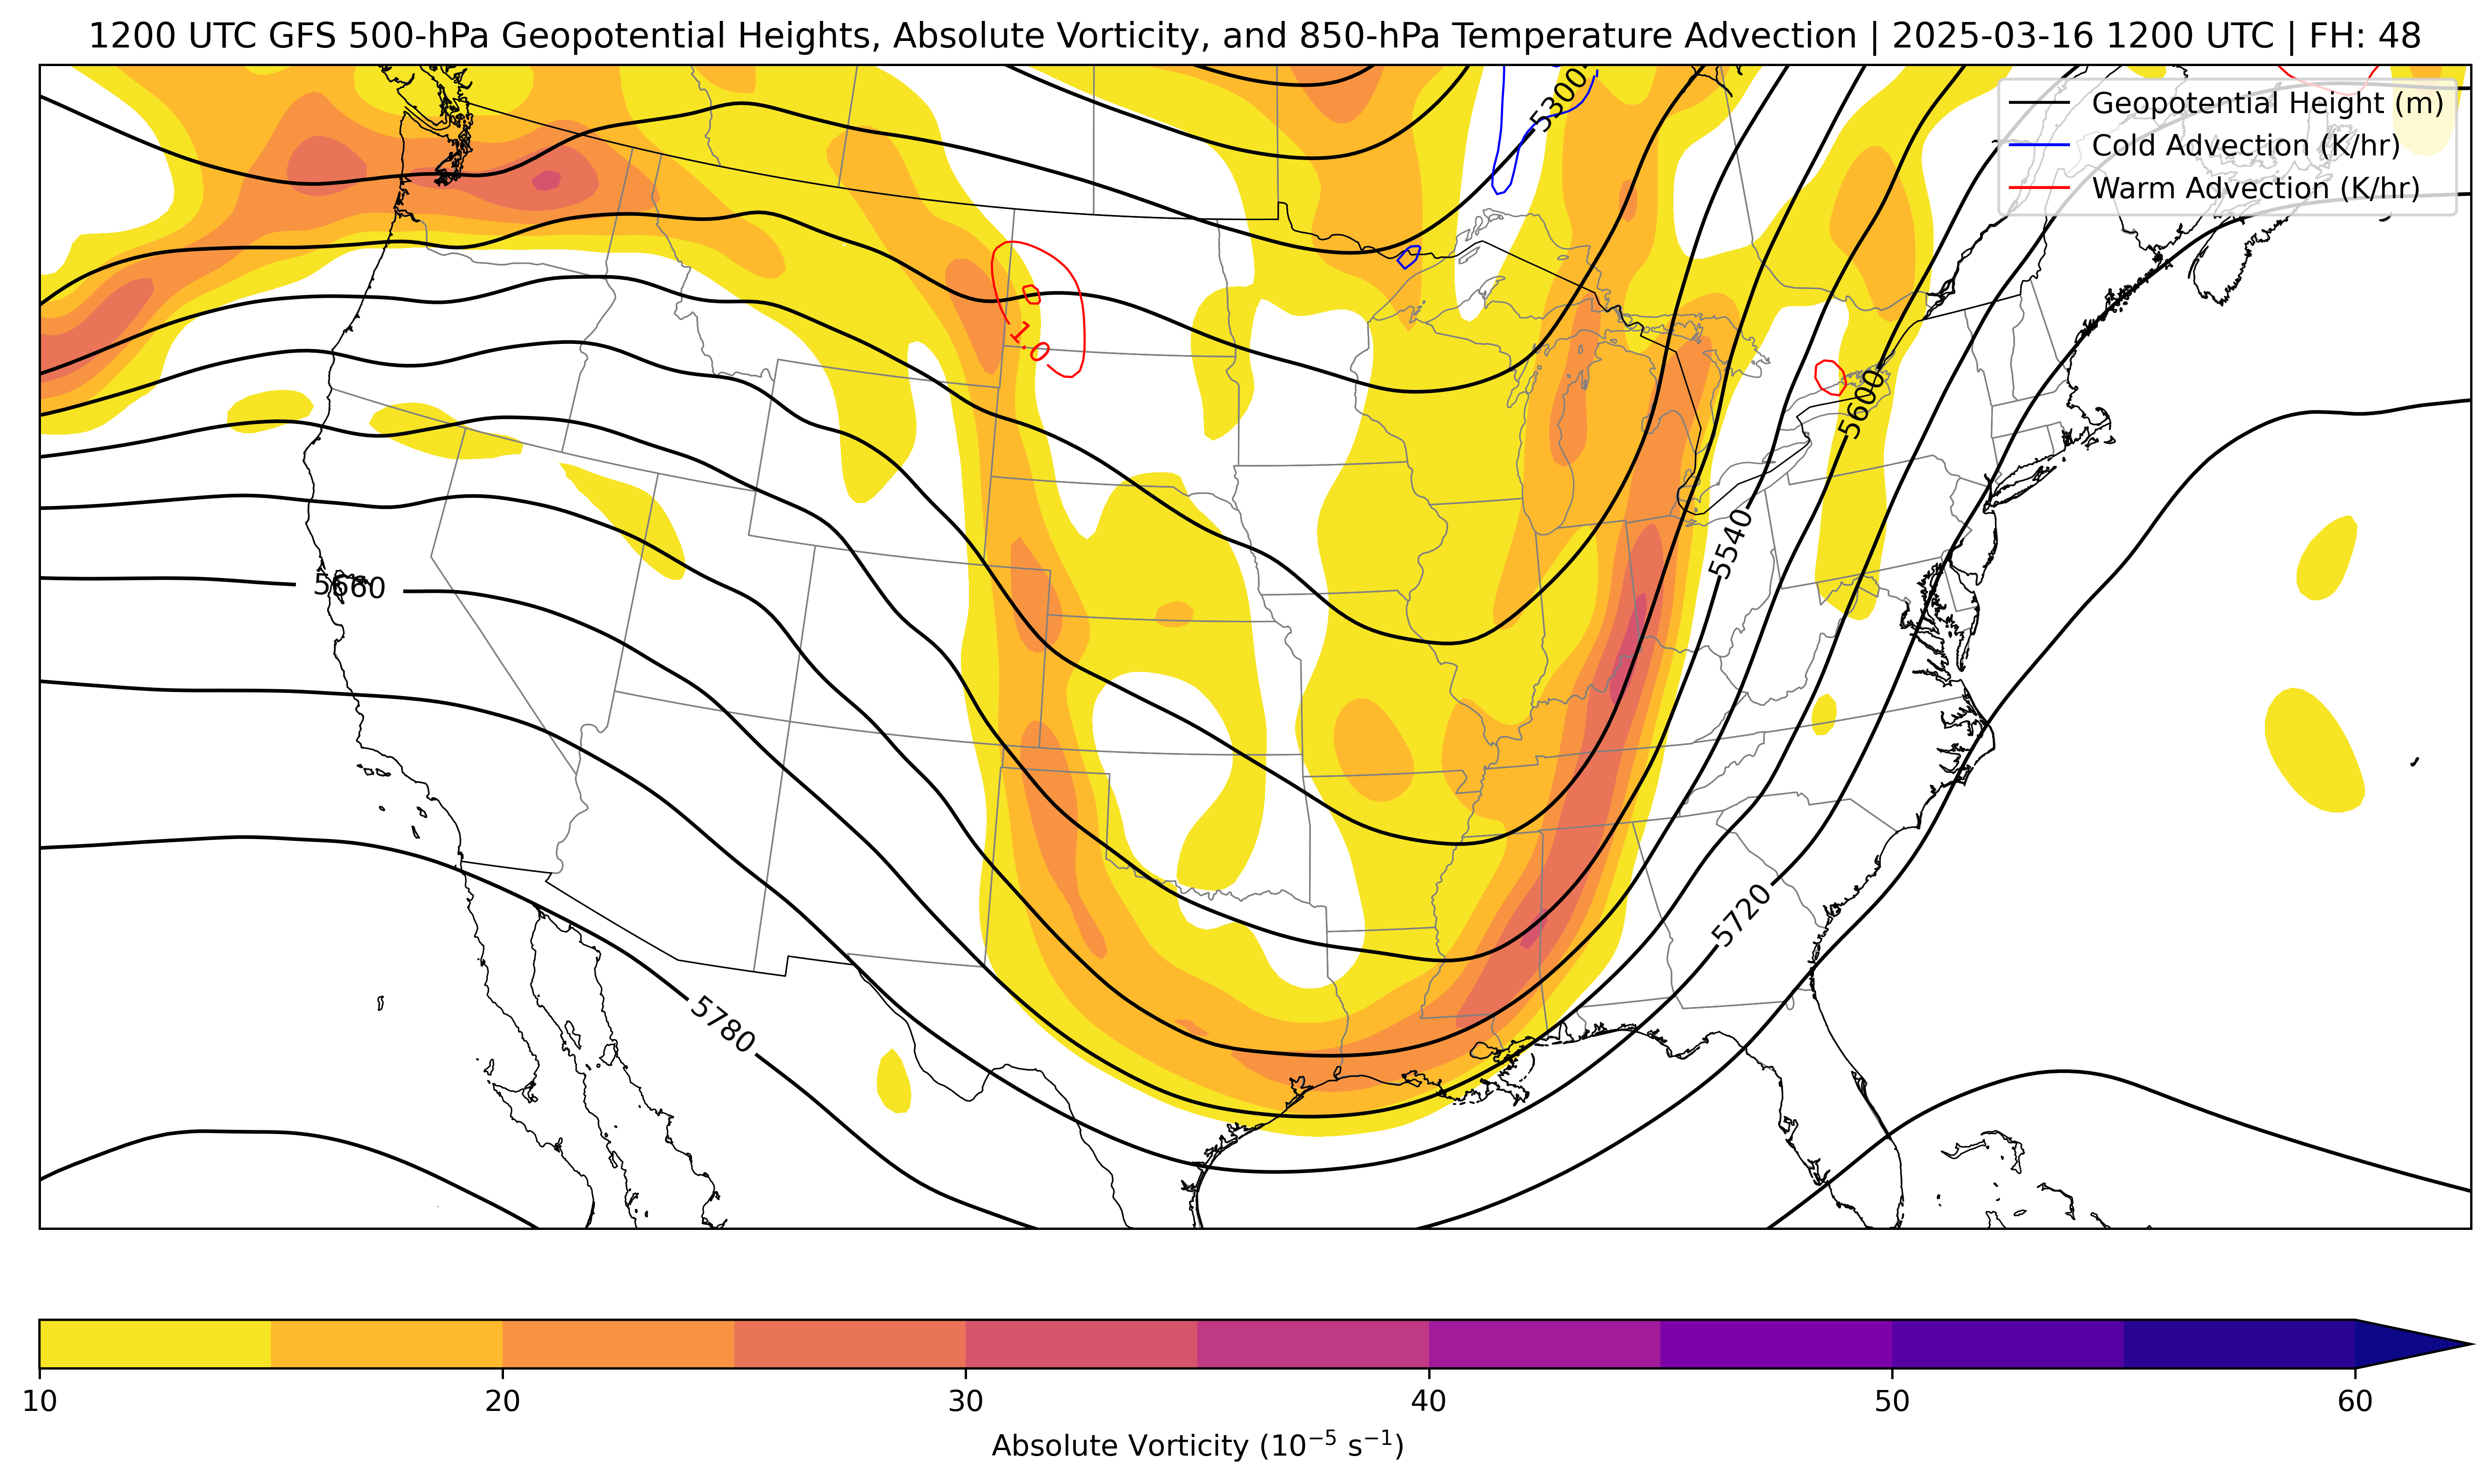 1200 UTC GFS 500-hPa Geopotential Heights, Absolute Vorticity, and 850-hPa Temperature Advection | 2025-03-16 1200 UTC | FH: 48
Geopotential Height (m)
Cold Advection (K/hr)
Warm Advection (K/hr)
5300
1.0
5600
5540
5660
5720
5780
10 20 30 40 50 60
Absolute Vorticity (10⁻⁵ s⁻¹)